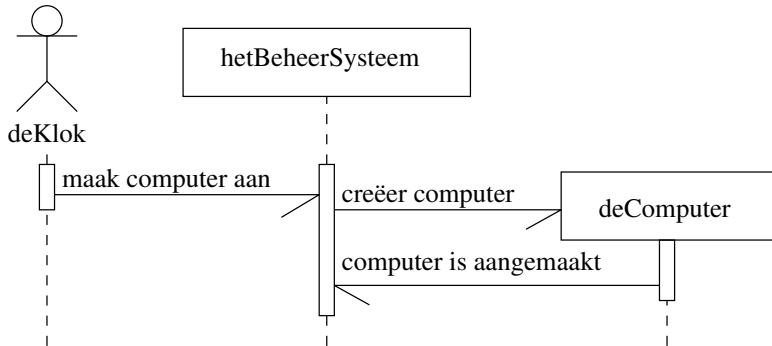 hetBeheerSysteem
deKlok
maak computer aan
creëer computer
deComputer
computer is aangemaakt